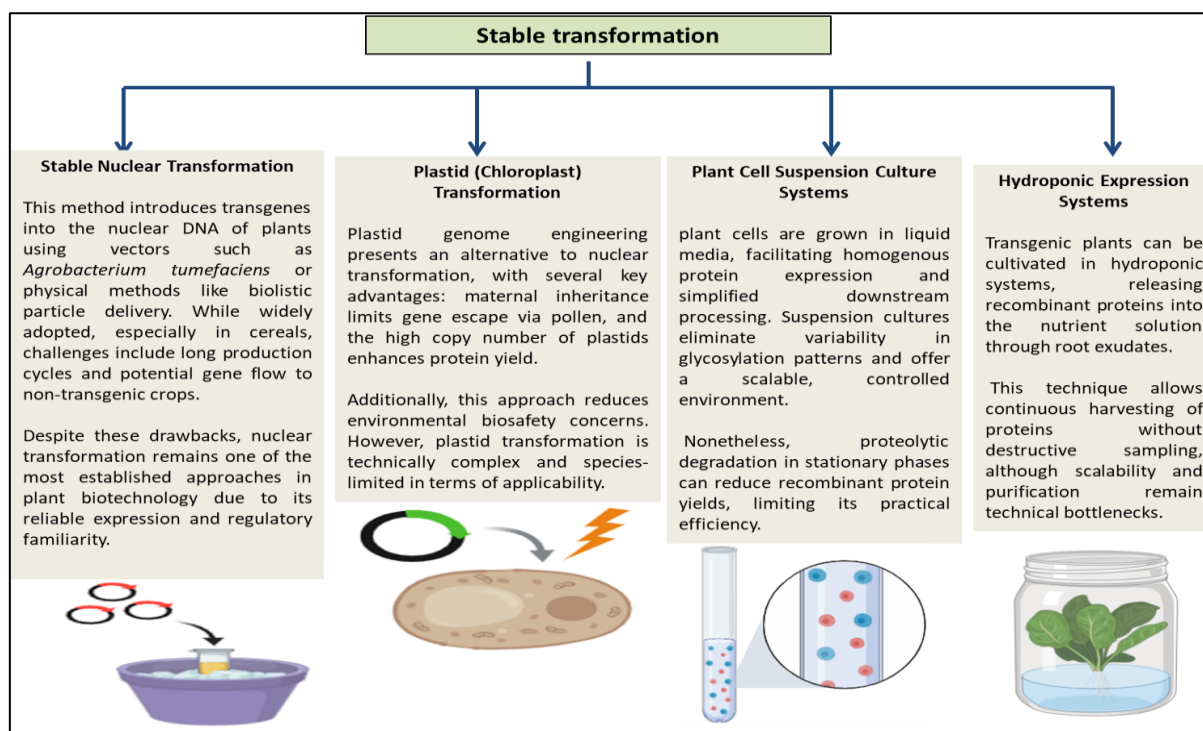 Stable transformation
Stable Nuclear Transformation
This method introduces transgenes
into the nuclear DNA of plants
using vectors such as
Agrobacterium tumefaciens or
physical methods like biolistic
particle delivery. While widely
adopted, especially in cereals,
challenges include long production
cycles and potential gene flow to
non-transgenic crops.
Despite these drawbacks, nuclear
transformation remains one of the
most established approaches in
plant biotechnology due to its
reliable expression and regulatory
familiarity.
Plastid (Chloroplast)
Transformation
Plastid genome engineering
presents an alternative to nuclear
transformation, with several key
advantages: maternal inheritance
limits gene escape via pollen, and
the high copy number of plastids
enhances protein yield.
Additionally, this approach reduces
environmental biosafety concerns.
However, plastid transformation is
technically complex and species-
limited in terms of applicability.
Plant Cell Suspension Culture
Systems
plant cells are grown in liquid
media, facilitating homogenous
protein expression and
simplified downstream
processing. Suspension cultures
eliminate variability in
glycosylation patterns and offer
a scalable, controlled
environment.
Nonetheless, proteolytic
degradation in stationary phases
can reduce recombinant protein
yields, limiting its practical
efficiency.
Hydroponic Expression
Systems
Transgenic plants can be
cultivated in hydroponic
systems, releasing
recombinant proteins into
the nutrient solution
through root exudates.
This technique allows
continuous harvesting of
proteins without
destructive sampling,
although scalability and
purification remain
technical bottlenecks.